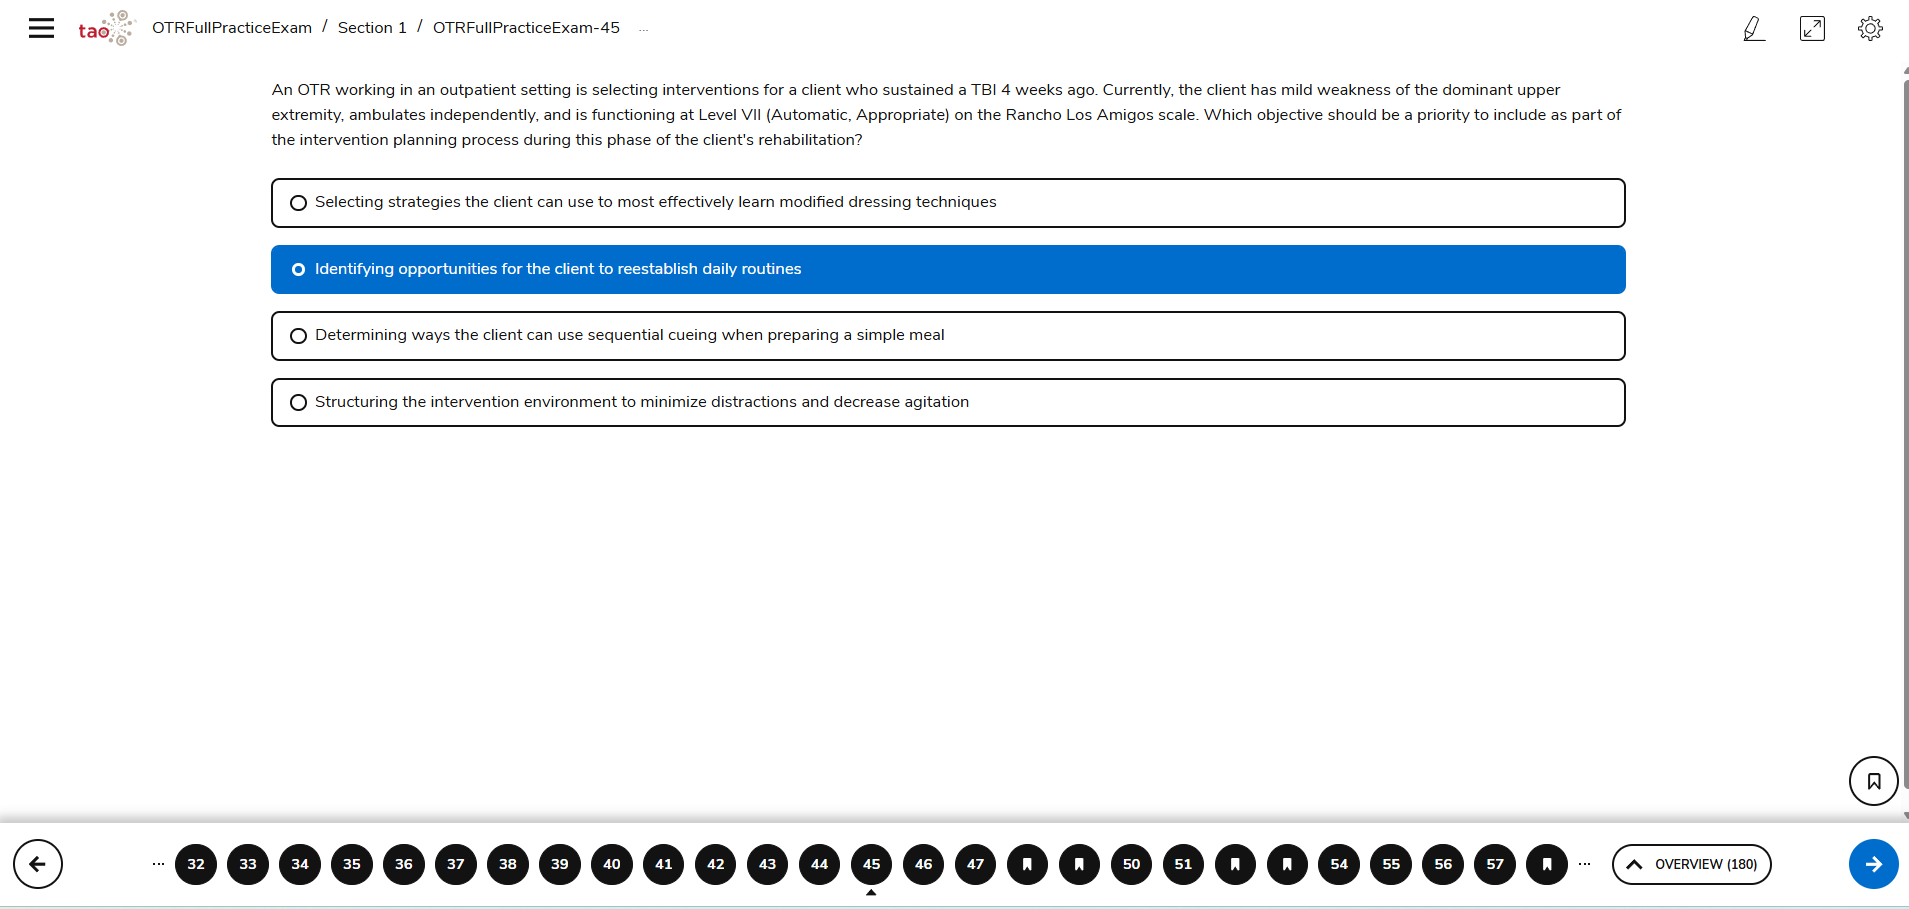 tao
OTRFullPracticeExam / Section 1 / OTRFullPracticeExam-45 ...
An OTR working in an outpatient setting is selecting interventions for a client who sustained a TBI 4 weeks ago. Currently, the client has mild weakness of the dominant upper
extremity, ambulates independently, and is functioning at Level VII (Automatic, Appropriate) on the Rancho Los Amigos scale. Which objective should be a priority to include as part of
the intervention planning process during this phase of the client's rehabilitation?
Selecting strategies the client can use to most effectively learn modified dressing techniques
Identifying opportunities for the client to reestablish daily routines
Determining ways the client can use sequential cueing when preparing a simple meal
Structuring the intervention environment to minimize distractions and decrease agitation
... 32 33 34 35 36 37 38 39 40 41 42 43 44 45 46 47 50 51 54 55 56 57 ... OVERVIEW (180)